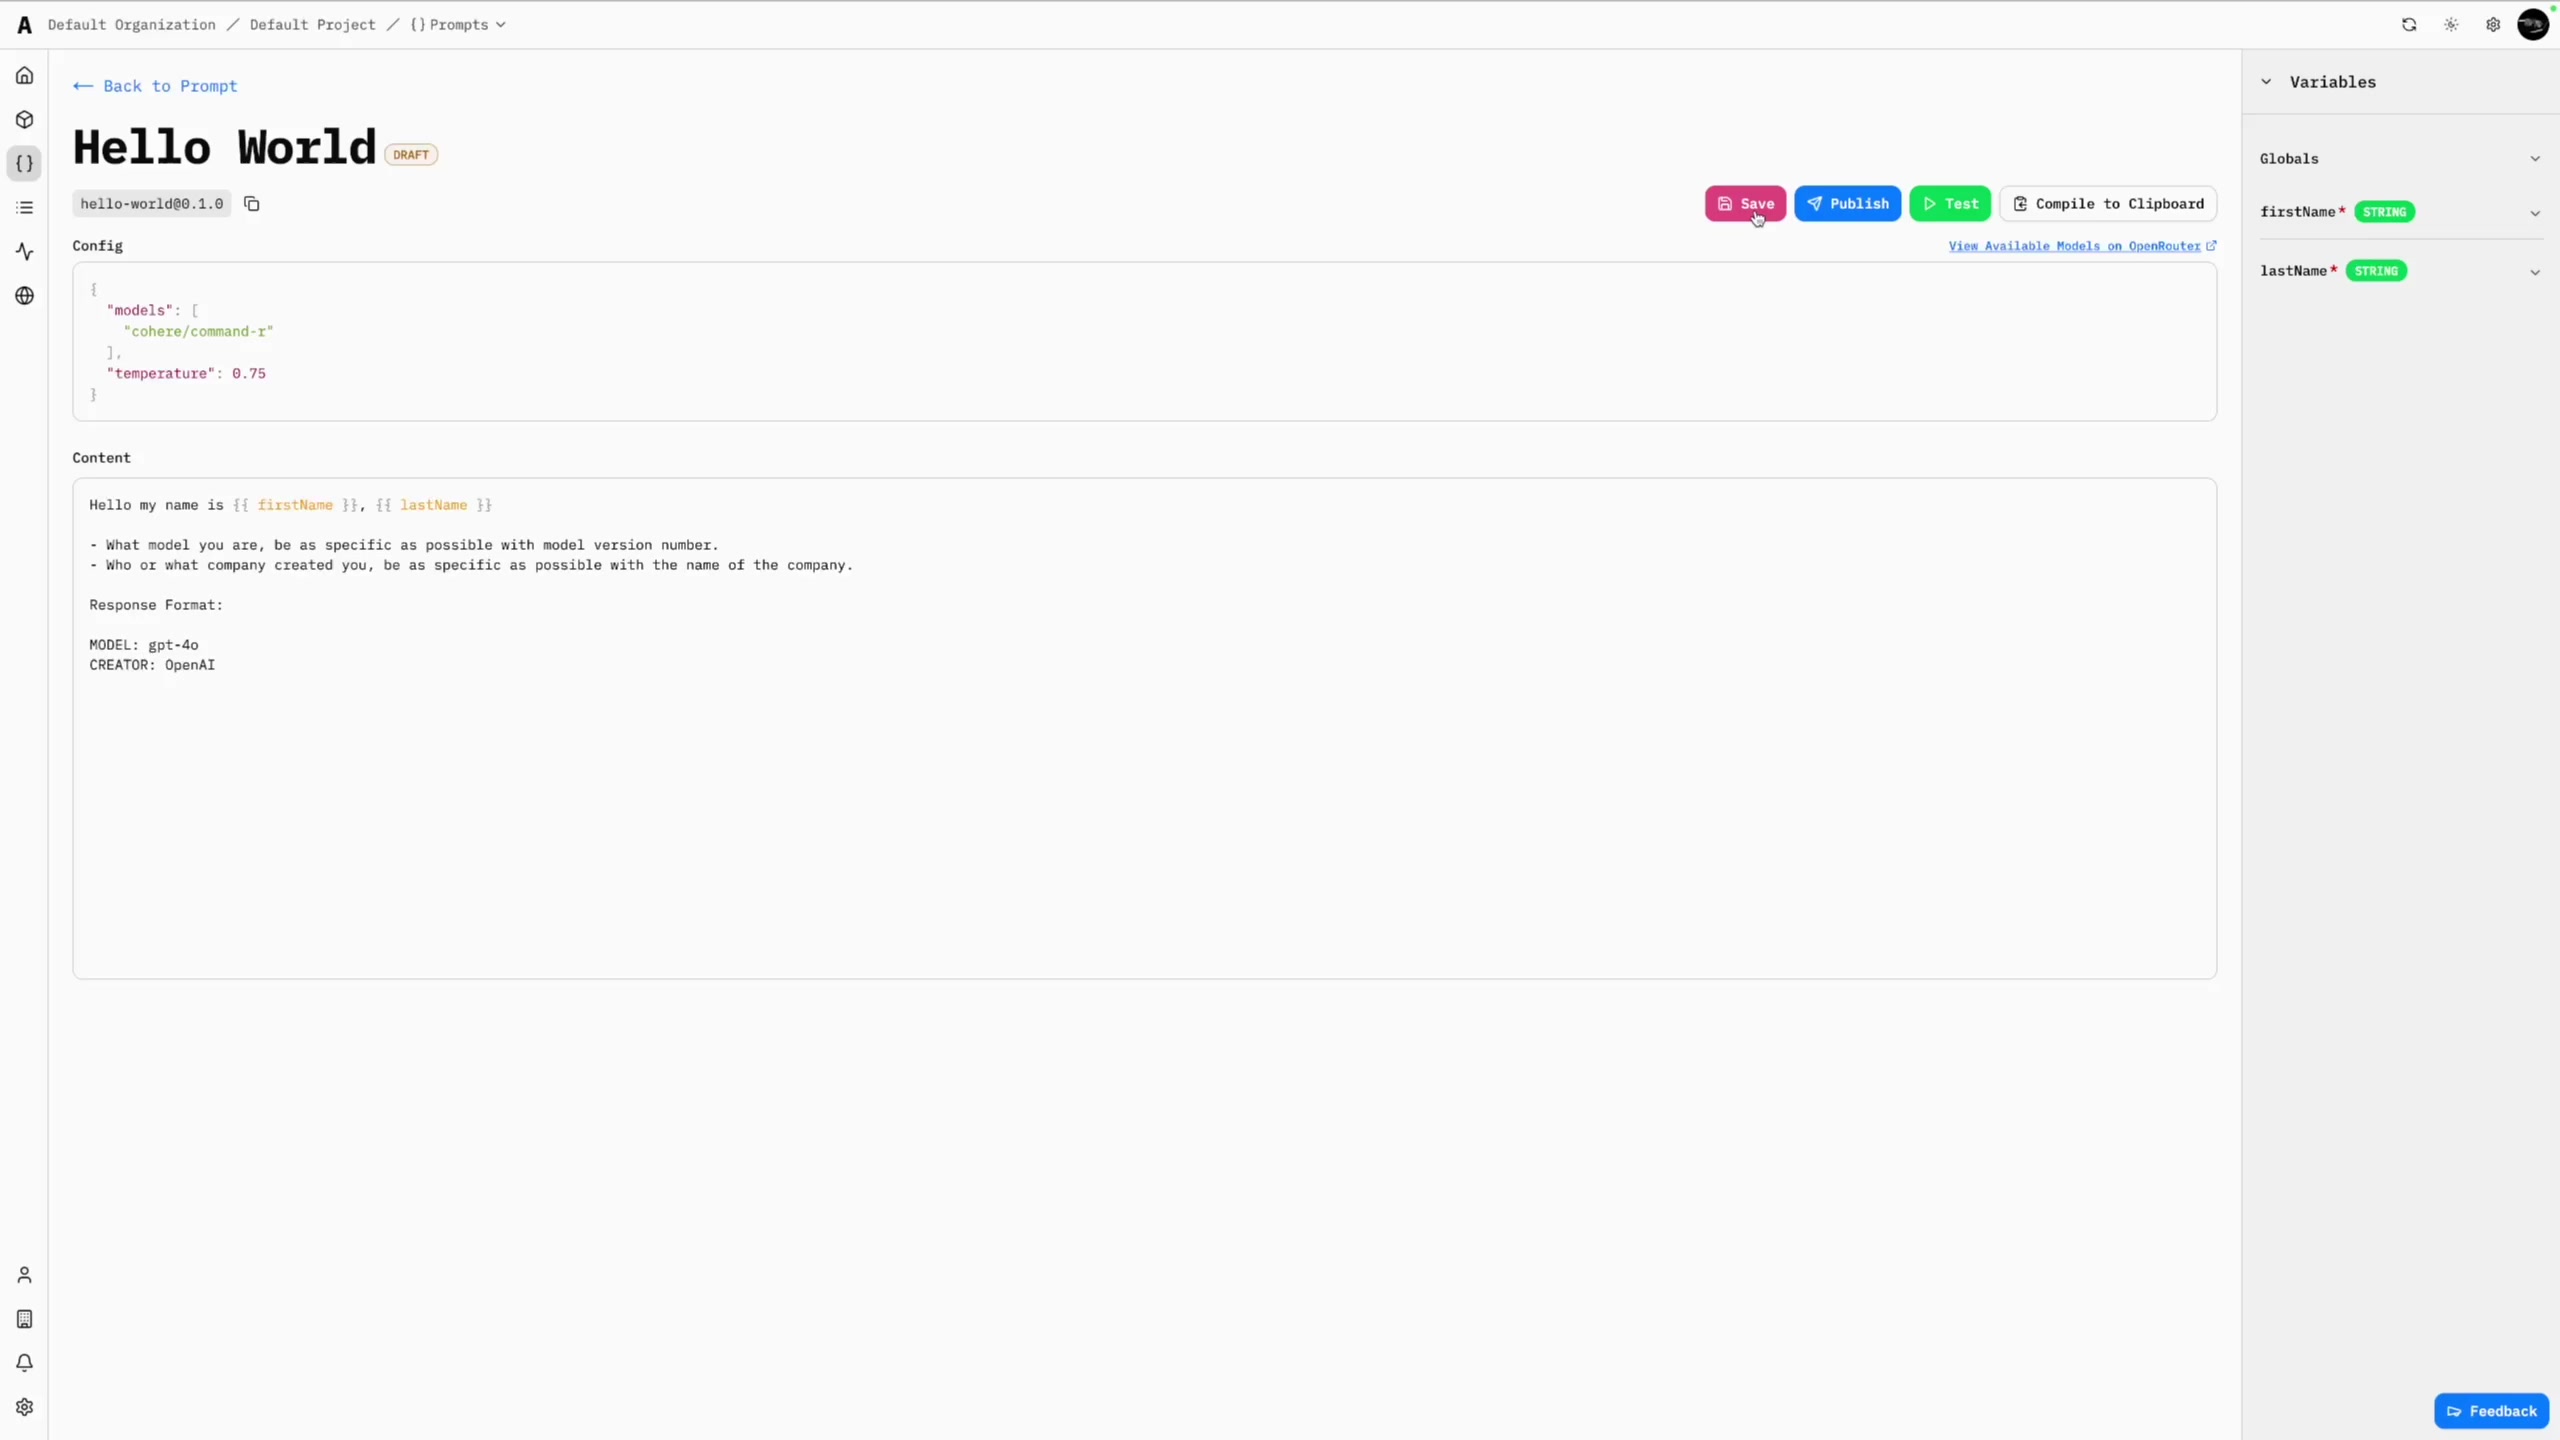 A Default Organization / Default Project / {} Prompts
← Back to Prompt
Hello World DRAFT
hello-world@0.1.0
Save
Publish
Test
Compile to Clipboard
Config
View Available Models on OpenRouter
{
  "models": [
    "cohere/command-r"
  ],
  "temperature": 0.75
}
Content
Hello my name is {{ firstName }}, {{ lastName }}
- What model you are, be as specific as possible with model version number.
- Who or what company created you, be as specific as possible with the name of the company.
Response Format:
MODEL: gpt-4o
CREATOR: OpenAI
Variables
Globals
firstName* STRING
lastName* STRING
Feedback